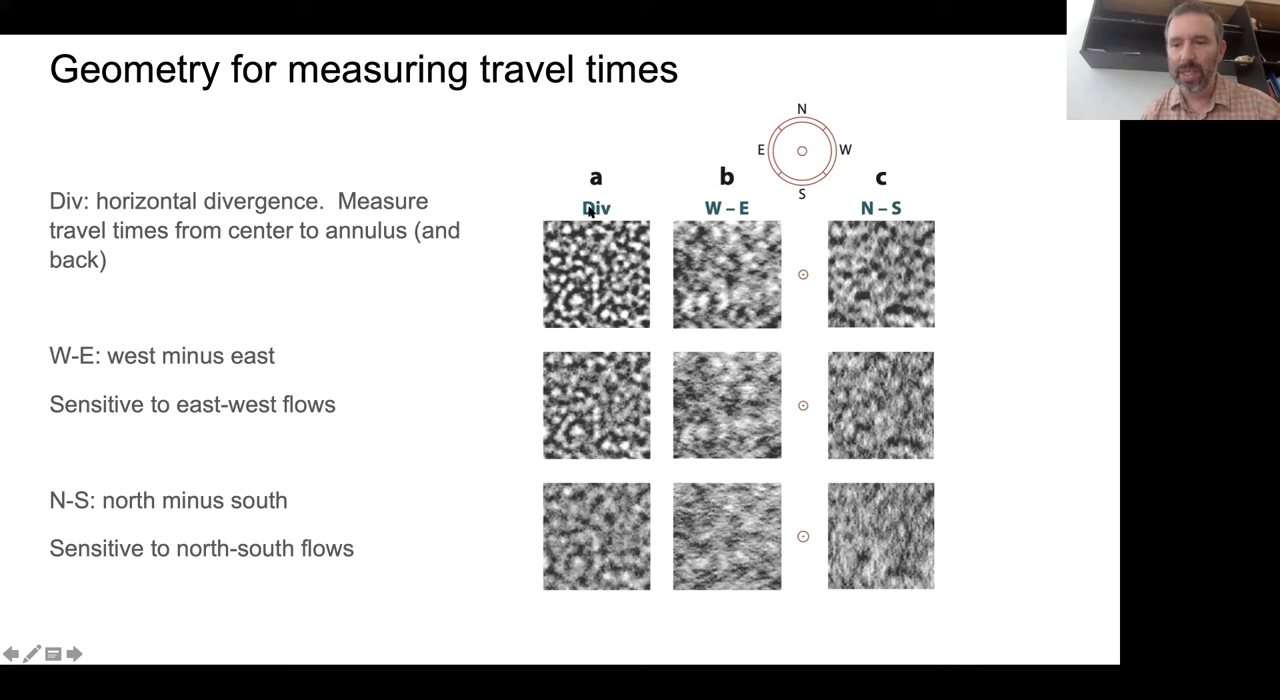 Geometry for measuring travel times
N
E
W
S
a
b
c
Div
W – E
N – S
Div: horizontal divergence. Measure
travel times from center to annulus (and
back)
W-E: west minus east
Sensitive to east-west flows
N-S: north minus south
Sensitive to north-south flows